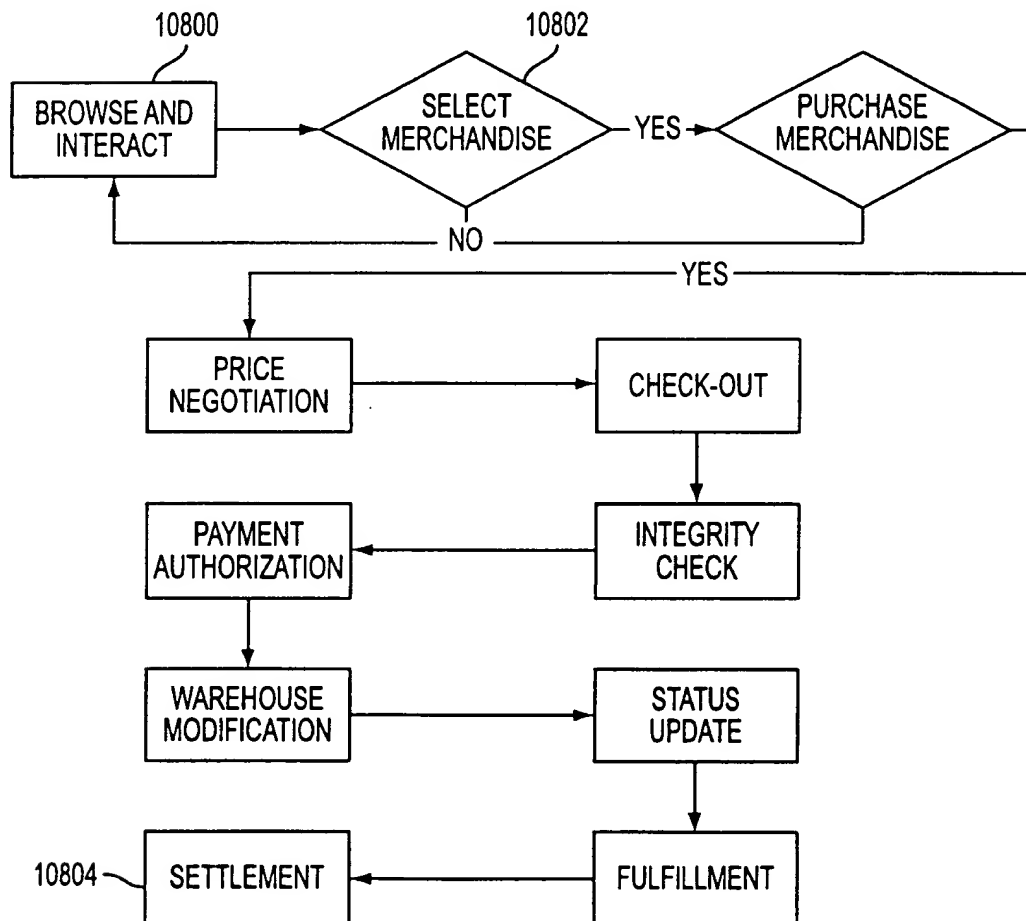 10800
10802
BROWSE AND
INTERACT
SELECT
MERCHANDISE
YES
PURCHASE
MERCHANDISE
NO
YES
PRICE
NEGOTIATION
CHECK-OUT
PAYMENT
AUTHORIZATION
INTEGRITY
CHECK
WAREHOUSE
MODIFICATION
STATUS
UPDATE
10804
SETTLEMENT
FULFILLMENT